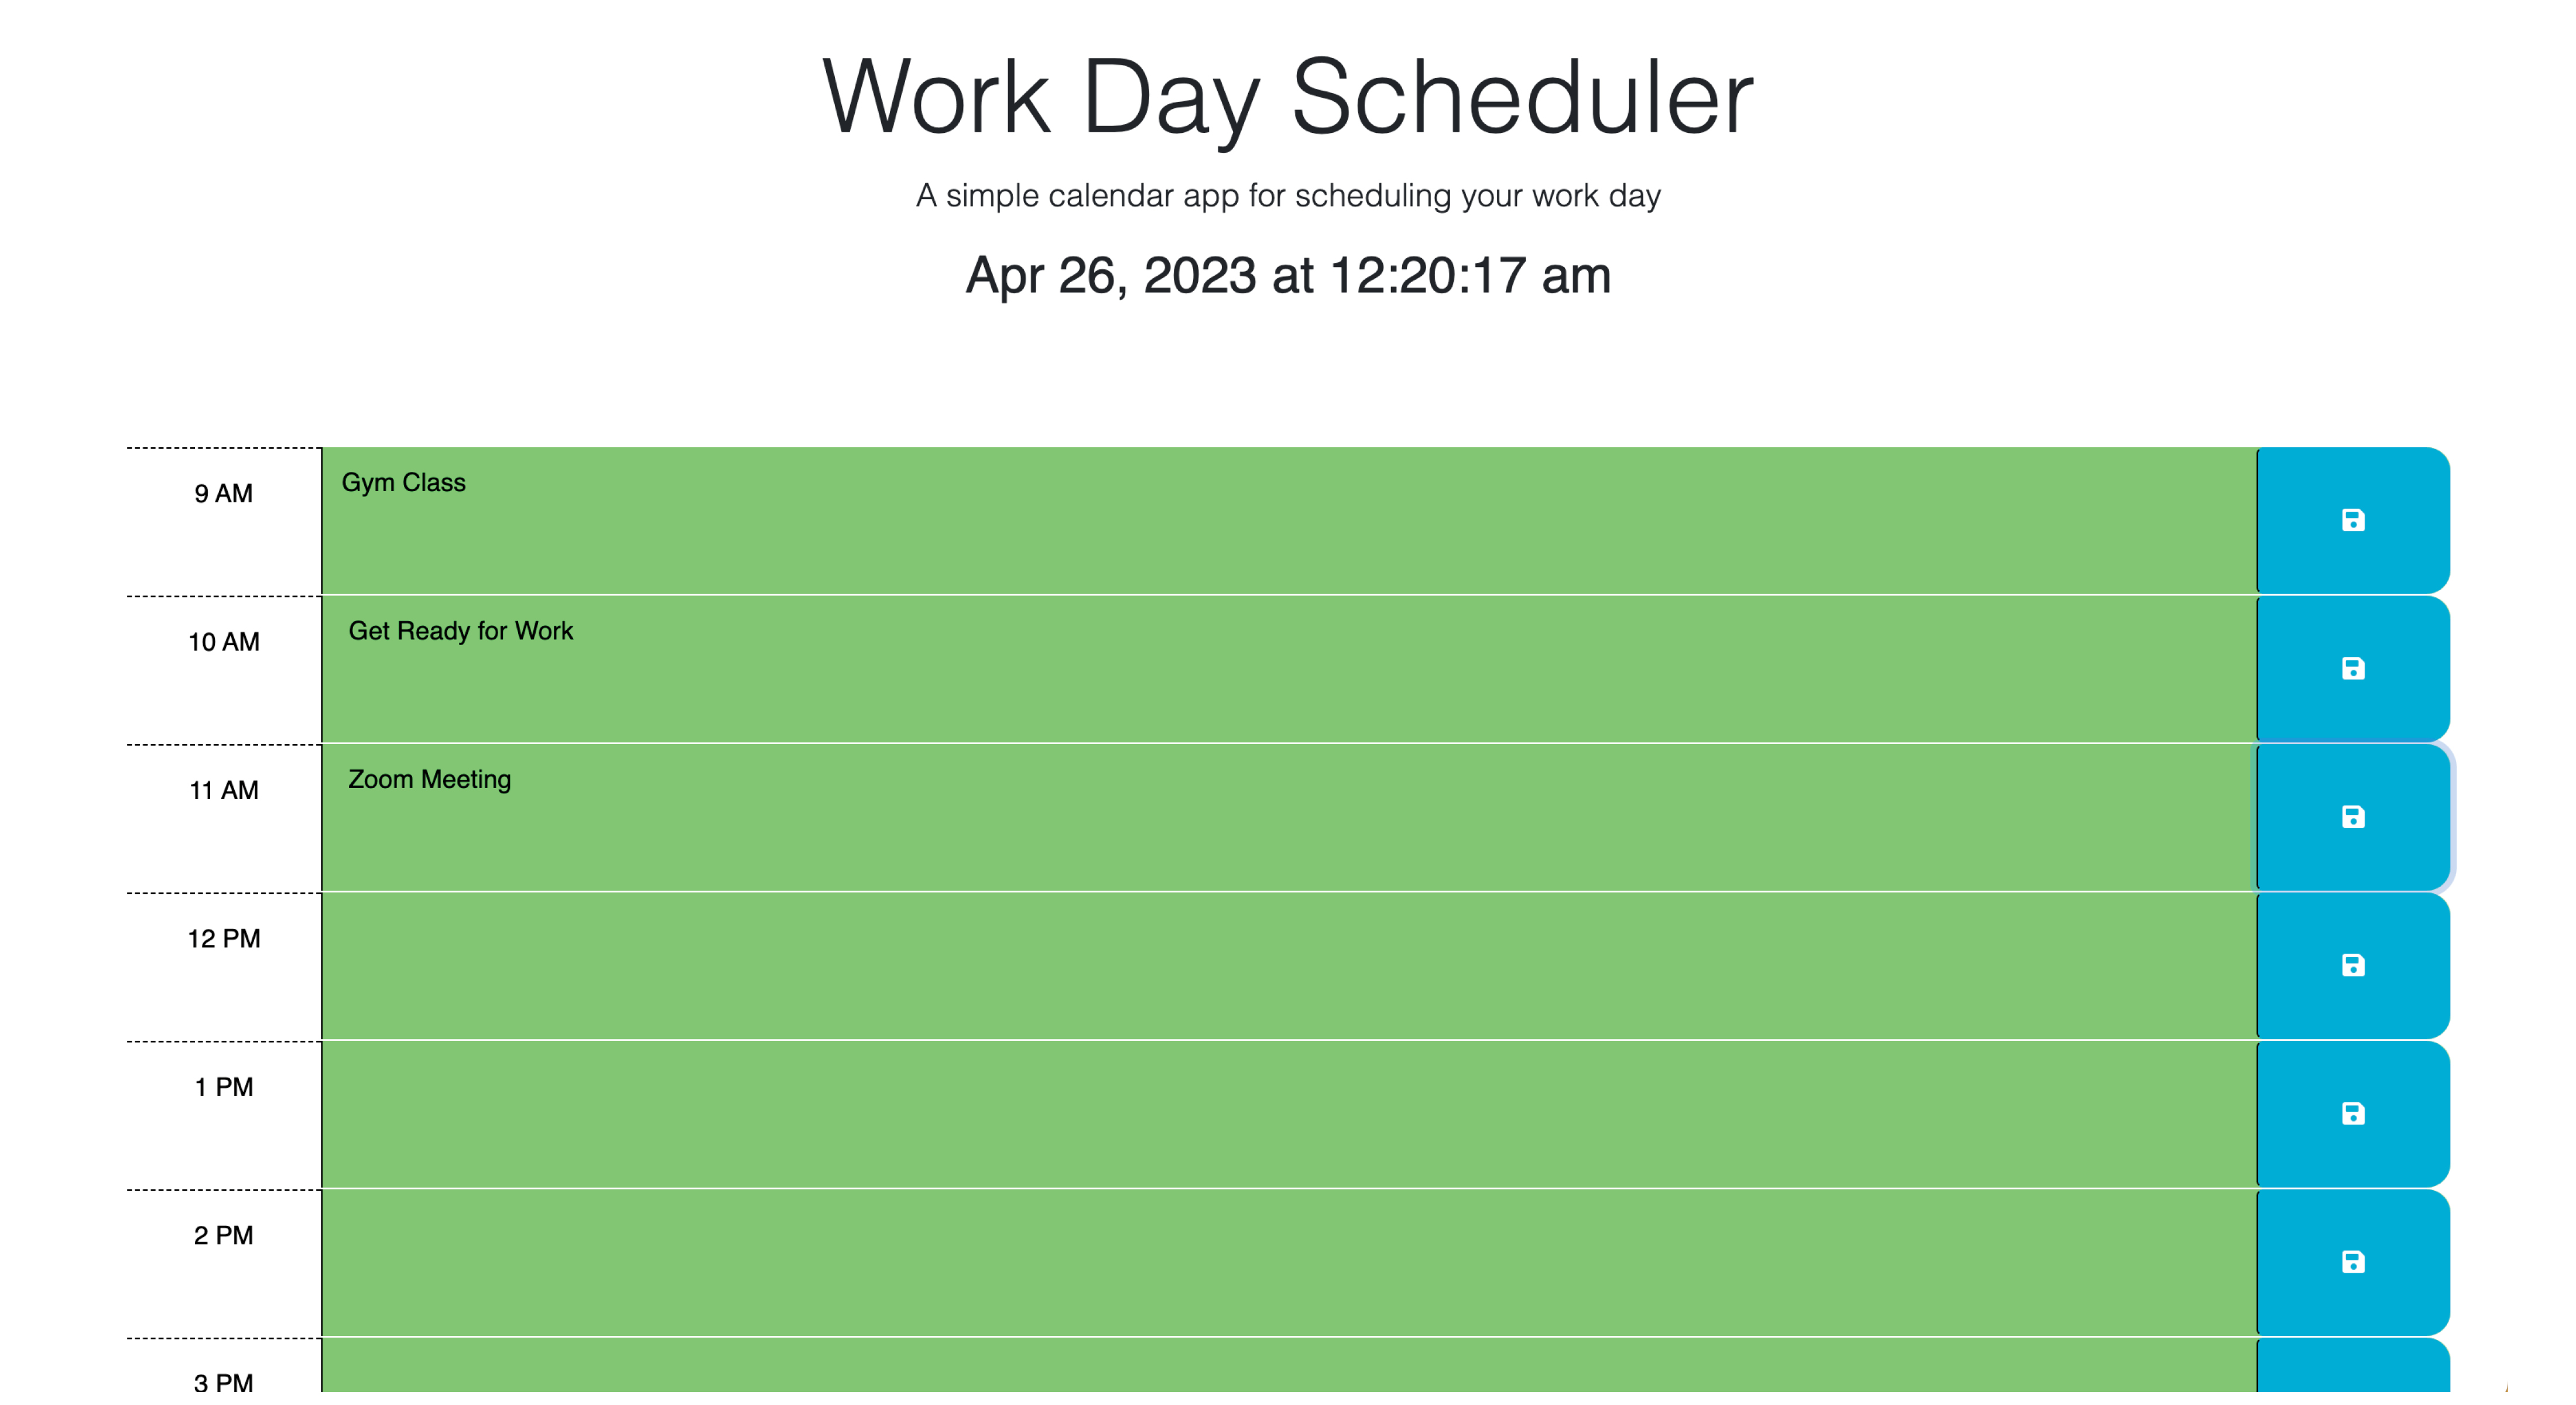 Work Day Scheduler
A simple calendar app for scheduling your work day
Apr 26, 2023 at 12:20:17 am
9 AM
Gym Class
10 AM
Get Ready for Work
11 AM
Zoom Meeting
12 PM
1 PM
2 PM
3 PM